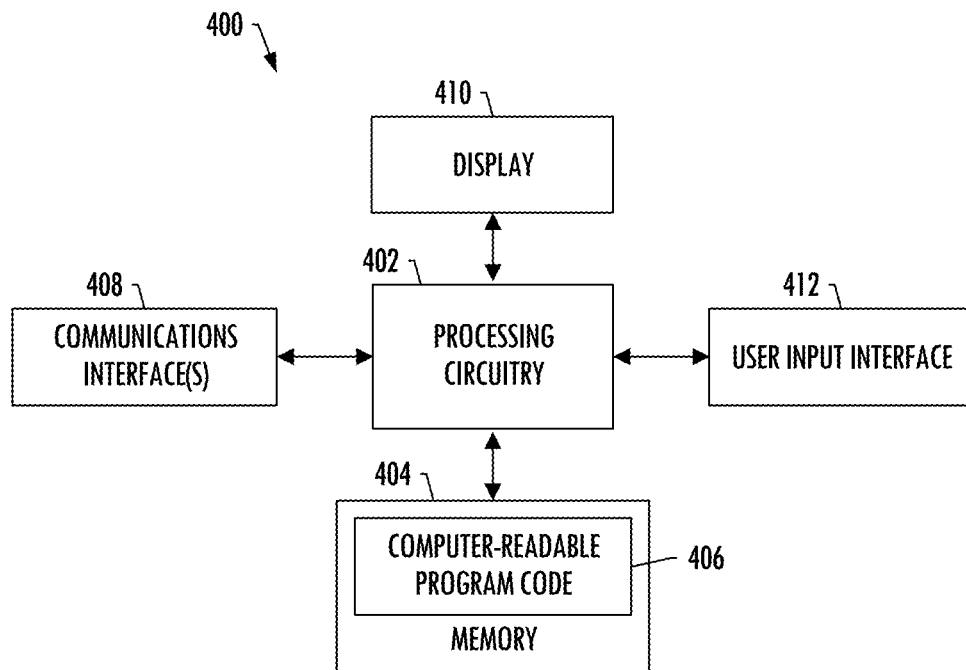 400
410
DISPLAY
402
408
412
COMMUNICATIONS
INTERFACE(S)
PROCESSING
CIRCUITRY
USER INPUT INTERFACE
404
COMPUTER-READABLE
PROGRAM CODE
406
MEMORY